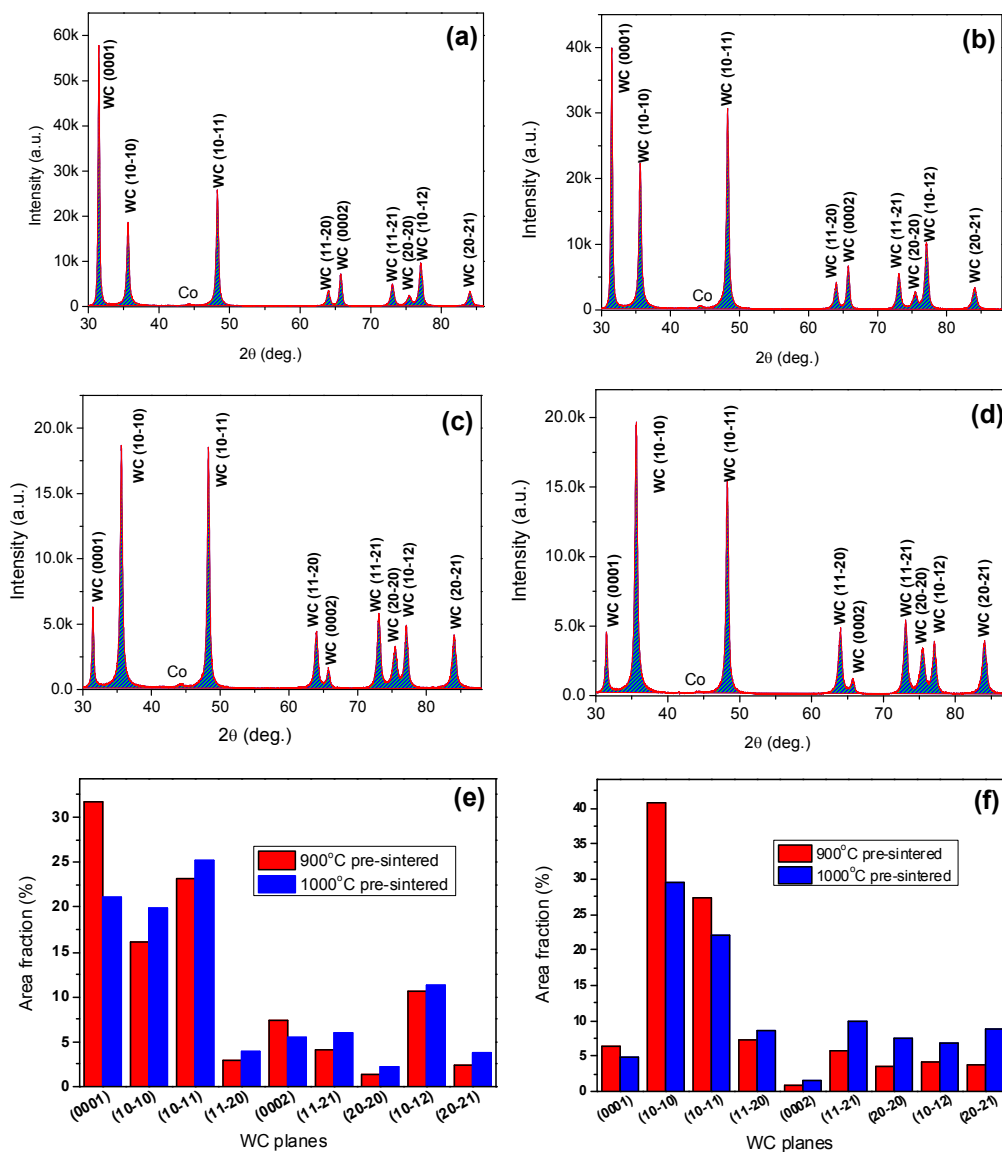 (a)
60k
50k
40k
30k
20k
10k
0
Intensity (a.u.)
WC (0001)
WC (10-10)
Co
WC (10-11)
WC (11-20)
WC (0002)
WC (11-21)
WC (20-20)
WC (10-12)
WC (20-21)
30 40 50 60 70 80
2θ (deg.)
(b)
40k
30k
20k
10k
0
Intensity (a.u.)
WC (0001)
WC (10-10)
Co
WC (10-11)
WC (11-20)
WC (0002)
WC (11-21)
WC (20-20)
WC (10-12)
WC (20-21)
30 40 50 60 70 80
2θ (deg.)
(c)
20.0k
15.0k
10.0k
5.0k
0.0
Intensity (a.u.)
WC (0001)
WC (10-10)
Co
WC (10-11)
WC (11-20)
WC (0002)
WC (11-21)
WC (20-20)
WC (10-12)
WC (20-21)
30 40 50 60 70 80
2θ (deg.)
(d)
20.0k
15.0k
10.0k
5.0k
0.0
Intensity (a.u.)
WC (0001)
WC (10-10)
Co
WC (10-11)
WC (11-20)
WC (0002)
WC (11-21)
WC (20-20)
WC (10-12)
WC (20-21)
30 40 50 60 70 80
2θ (deg.)
(e)
30
25
20
15
10
5
0
Area fraction (%)
900°C pre-sintered
1000°C pre-sintered
(0001) (10-10) (10-11) (11-20) (0002) (11-21) (20-20) (10-12) (20-21)
WC planes
(f)
40
35
30
25
20
15
10
5
0
Area fraction (%)
900°C pre-sintered
1000°C pre-sintered
(0001) (10-10) (10-11) (11-20) (0002) (11-21) (20-20) (10-12) (20-21)
WC planes